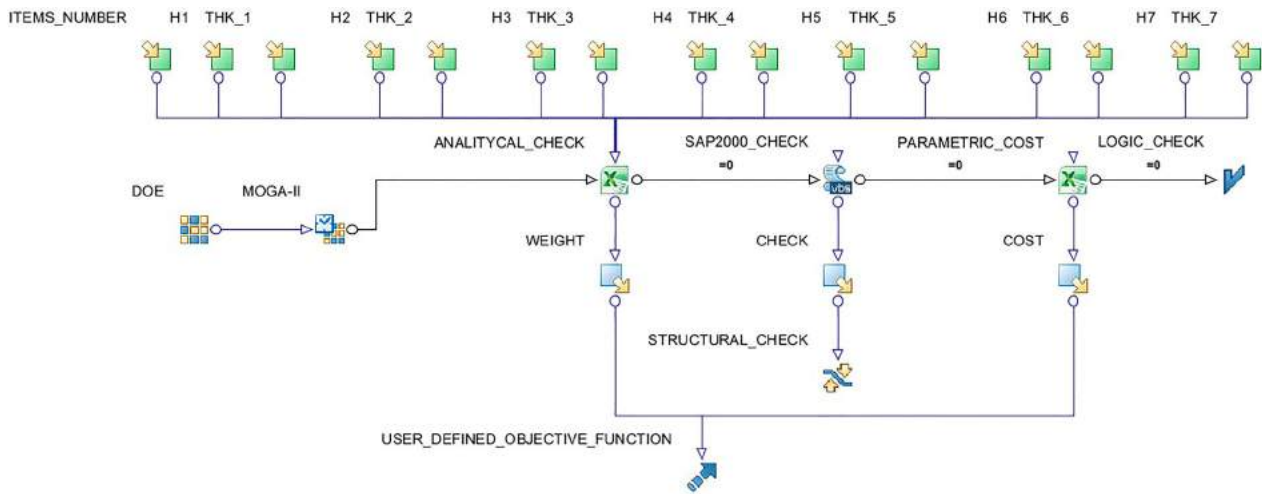 ITEMS_NUMBER H1 THK_1 H2 THK_2 H3 THK_3 H4 THK_4 H5 THK_5 H6 THK_6 H7 THK_7
ANALITYCAL_CHECK SAP2000_CHECK PARAMETRIC_COST LOGIC_CHECK
=0 =0 =0
DOE MOGA-II
vbs
WEIGHT CHECK COST
STRUCTURAL_CHECK
USER_DEFINED_OBJECTIVE_FUNCTION